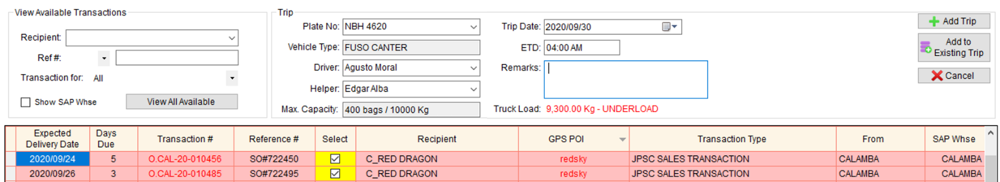 View Available Transactions
Recipient:
Ref #:
Transaction for: All
Show SAP Whse
View All Available
Trip
Plate No: NBH 4620
Vehicle Type: FUSO CANTER
Driver: Agusto Moral
Helper: Edgar Alba
Max. Capacity: 400 bags / 10000 Kg
Trip Date: 2020/09/30
ETD: 04:00 AM
Remarks:
Truck Load: 9,300.00 Kg - UNDERLOAD
Add Trip
Add to
Existing Trip
Cancel
Expected Delivery Date Days Due Transaction # Reference # Select Recipient GPS POI Transaction Type From SAP Whse
2020/09/24 5 O.CAL-20-010456 SO#722450 C_RED DRAGON redsky JPSC SALES TRANSACTION CALAMBA CALAMBA
2020/09/26 3 O.CAL-20-010485 SO#722495 C_RED DRAGON redsky JPSC SALES TRANSACTION CALAMBA CALAMBA